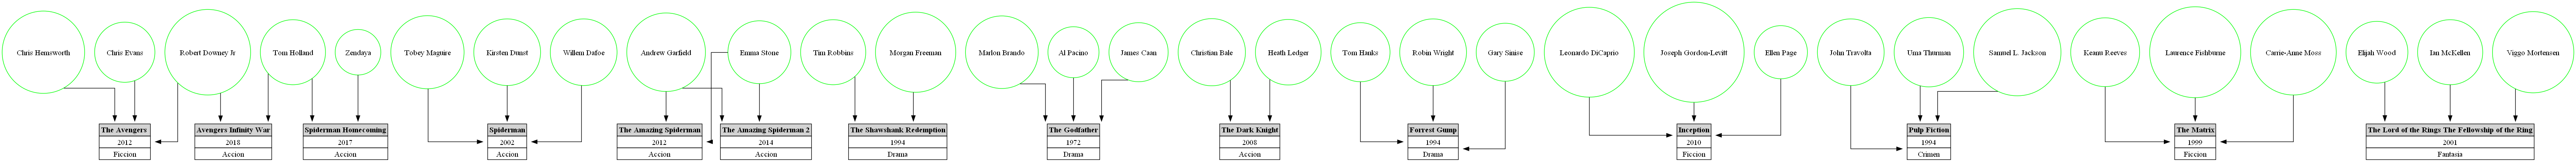 Chris Hemsworth
Chris Evans
Robert Downey Jr
Tom Holland
Zendaya
Tobey Maguire
Kirsten Dunst
Willem Dafoe
Andrew Garfield
Emma Stone
Tim Robbins
Morgan Freeman
Marlon Brando
Al Pacino
James Caan
Christian Bale
Heath Ledger
Tom Hanks
Robin Wright
Gary Sinise
Leonardo DiCaprio
Joseph Gordon-Levitt
Ellen Page
John Travolta
Uma Thurman
Samuel L. Jackson
Keanu Reeves
Laurence Fishburne
Carrie-Anne Moss
Elijah Wood
Ian McKellen
Viggo Mortensen
The Avengers
2012
Ficcion
Avengers Infinity War
2018
Accion
Spiderman Homecoming
2017
Accion
Spiderman
2002
Accion
The Amazing Spiderman
2012
Accion
The Amazing Spiderman 2
2014
Accion
The Shawshank Redemption
1994
Drama
The Godfather
1972
Drama
The Dark Knight
2008
Accion
Forrest Gump
1994
Drama
Inception
2010
Ficcion
Pulp Fiction
1994
Crimen
The Matrix
1999
Ficcion
The Lord of the Rings The Fellowship of the Ring
2001
Fantasia